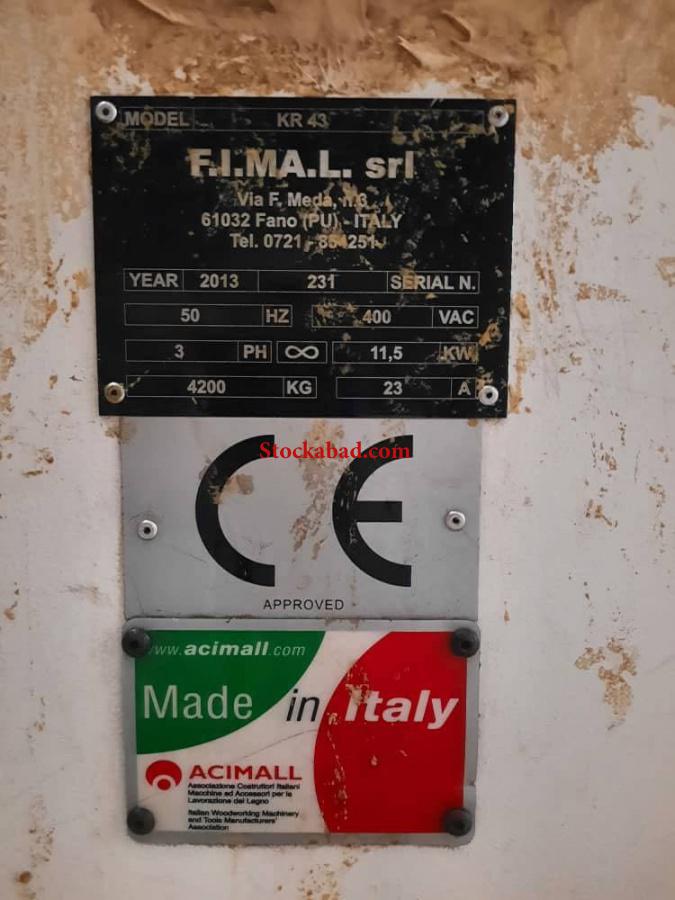 MODEL KR 43
F.I.MA.L. srl
Via F. Meda, n.3
61032 Fano (PU) - ITALY
Tel. 0721 - 854251
YEAR 2013 231 SERIAL N.
50 HZ 400 VAC
3 PH ∞ 11,5 KW
4200 KG 23 A
Stockabad.com
CE
APPROVED
www.acimall.com
Made in Italy
ACIMALL
Associazione Costruttori Italiani
Macchine ed Accessori per la
Lavorazione del Legno
Italian Woodworking Machinery
and Tools Manufacturers'
Association